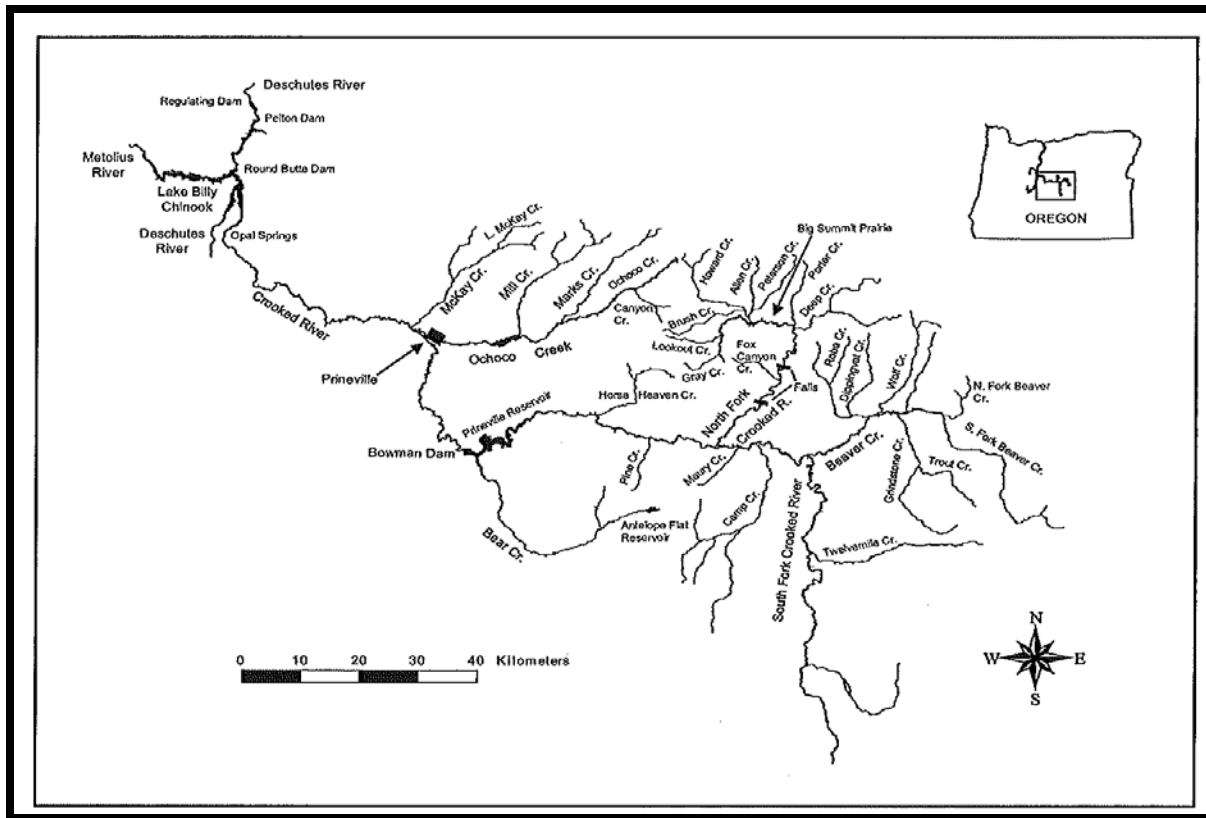 Deschutes River
Regulating Dam
Pelton Dam
Metolius
River
Round Butte Dam
Lake Billy
Chinook
Deschutes
River
Opal Springs
Crooked River
Prineville
L. McKay Cr.
McKay Cr.
Mill Cr.
Marks Cr.
Ochoco Cr.
Ochoco Creek
Canyon
Cr.
Howard Cr.
Allen Cr.
Peterson Cr.
Porter Cr.
Big Summit Prairie
Deep Cr.
Brush Cr.
Lookout Cr.
Gray Cr.
Fox
Canyon
Cr.
Falls
Horse Heaven Cr.
North Fork
Crooked R.
Raba Cr.
Dippingvat Cr.
Wolf Cr.
N. Fork Beaver
Cr.
S. Fork Beaver Cr.
Beaver Cr.
Grindstone Cr.
Trout Cr.
Prineville Reservoir
Bowman Dam
Pine Cr.
Maury Cr.
Camp Cr.
Bear Cr.
Antelope Flat
Reservoir
South Fork Crooked River
Twelvemile Cr.
OREGON
0 10 20 30 40 Kilometers
N
W E
S